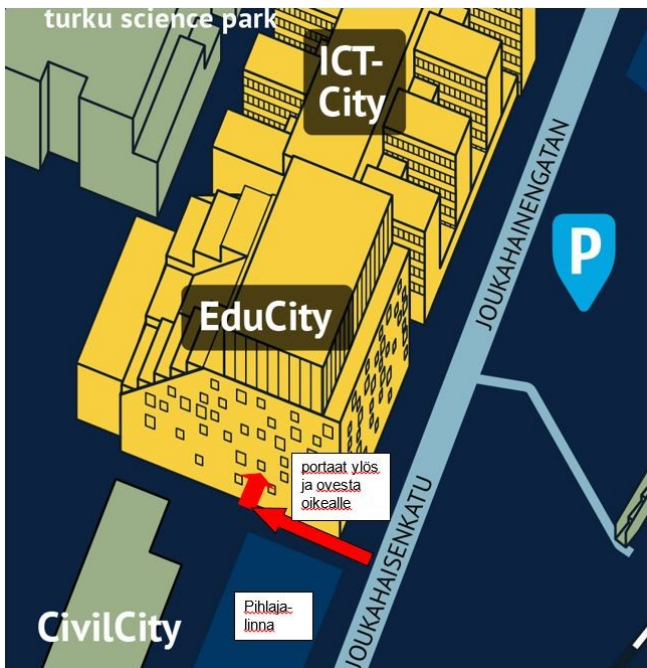 turku science park
ICT-
City
JOUKAHAINENGATAN
P
EduCity
portaat ylös
ja ovesta
oikealle
JOUKAHAISENKATU
Pihlaja-
linna
CivilCity